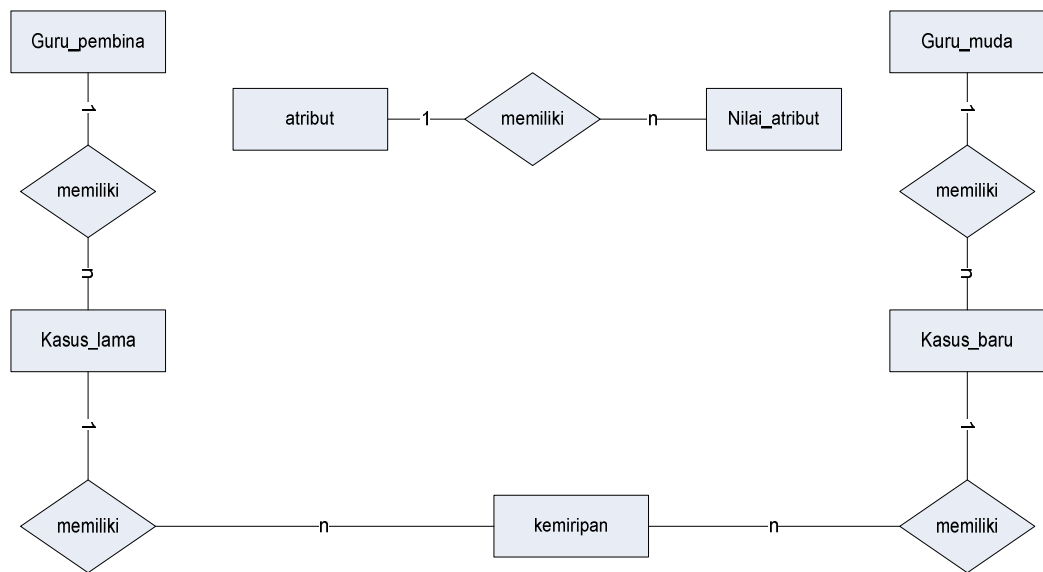 Guru_pembina
Guru_muda
1
1
atribut
1
memiliki
n
Nilai_atribut
memiliki
memiliki
n
n
Kasus_lama
Kasus_baru
1
1
memiliki
n
kemiripan
n
memiliki